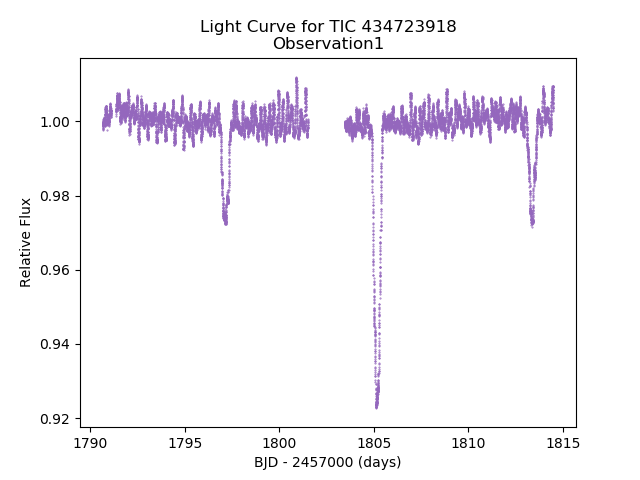 Light Curve for TIC 434723918
Observation1
1.00
0.98
0.96
0.94
0.92
Relative Flux
1790 1795 1800 1805 1810 1815
BJD - 2457000 (days)